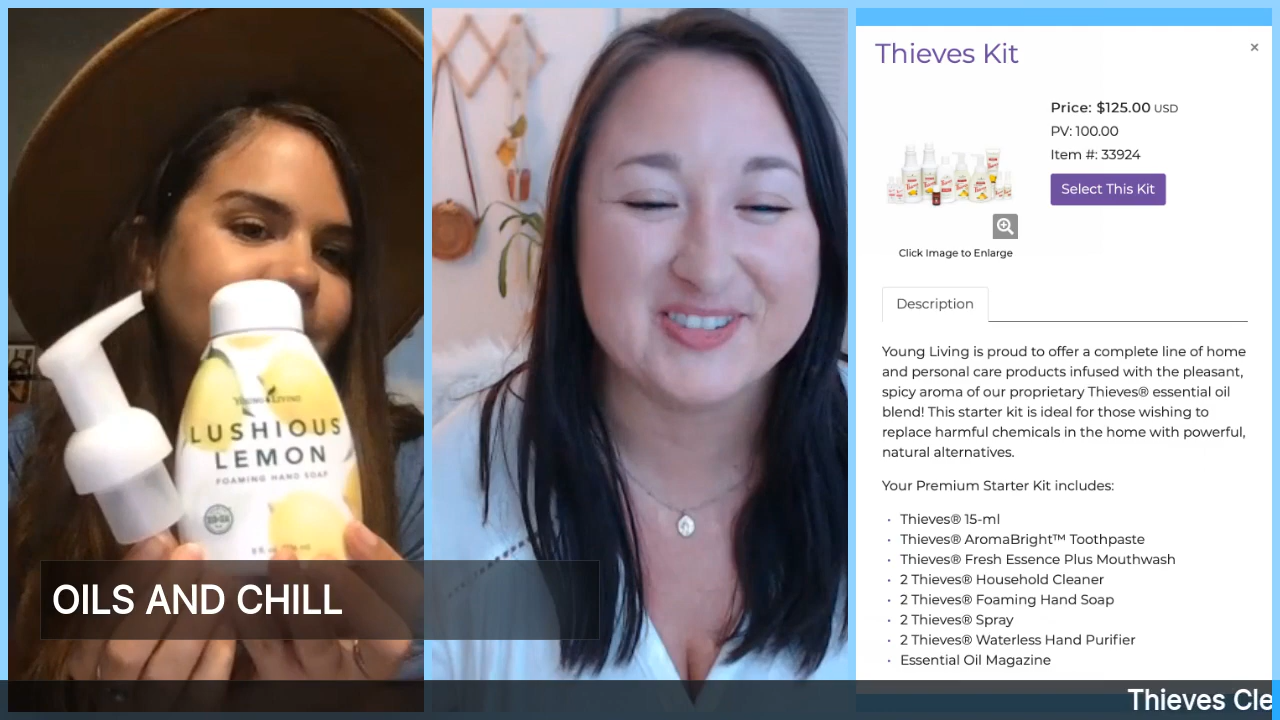 YOUNG LIVING
LUSHIOUS
LEMON
FOAMING HAND SOAP
OILS AND CHILL
Thieves Kit
×
Price: $125.00 USD
PV: 100.00
Item #: 33924
Select This Kit
Click Image to Enlarge
Description
Young Living is proud to offer a complete line of home
and personal care products infused with the pleasant,
spicy aroma of our proprietary Thieves® essential oil
blend! This starter kit is ideal for those wishing to
replace harmful chemicals in the home with powerful,
natural alternatives.
Your Premium Starter Kit includes:
• Thieves® 15-ml
• Thieves® AromaBright™ Toothpaste
• Thieves® Fresh Essence Plus Mouthwash
• 2 Thieves® Household Cleaner
• 2 Thieves® Foaming Hand Soap
• 2 Thieves® Spray
• 2 Thieves® Waterless Hand Purifier
• Essential Oil Magazine
Thieves Cle